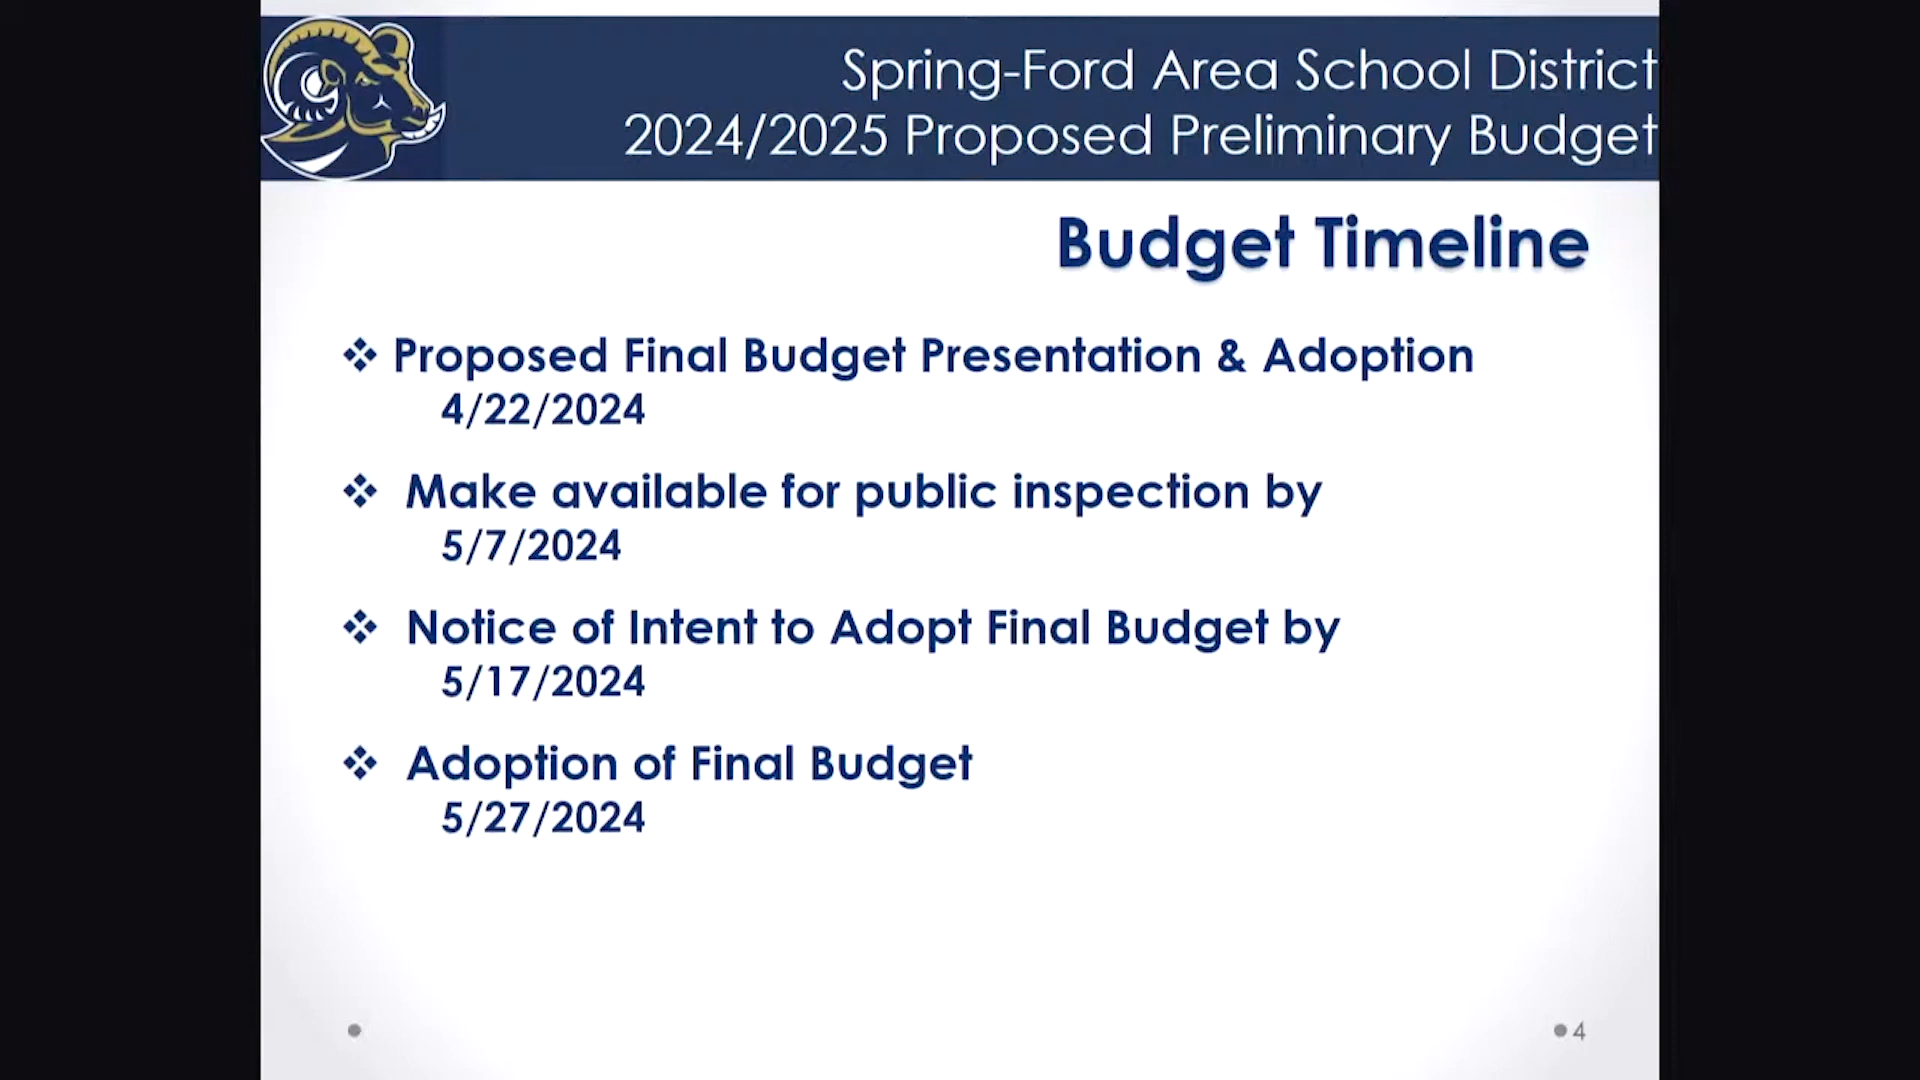 Spring-Ford Area School District
2024/2025 Proposed Preliminary Budget
Budget Timeline
❖ Proposed Final Budget Presentation & Adoption
4/22/2024
❖ Make available for public inspection by
5/7/2024
❖ Notice of Intent to Adopt Final Budget by
5/17/2024
❖ Adoption of Final Budget
5/27/2024
4